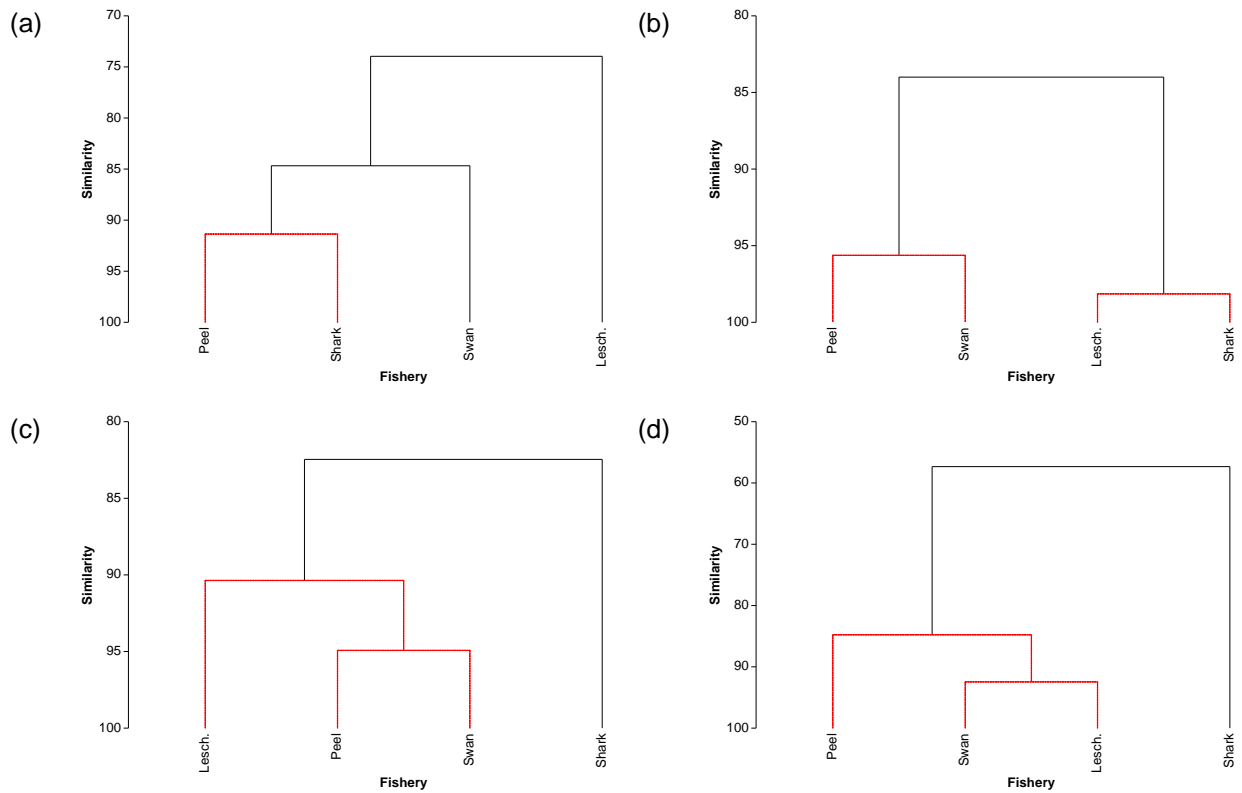 (a)
70
75
80
85
90
95
100
Similarity
Peel
Shark
Swan
Lesch.
Fishery
(b)
80
85
90
95
100
Similarity
Peel
Swan
Lesch.
Shark
Fishery
(c)
80
85
90
95
100
Similarity
Lesch.
Peel
Swan
Shark
Fishery
(d)
50
60
70
80
90
100
Similarity
Peel
Swan
Lesch.
Shark
Fishery